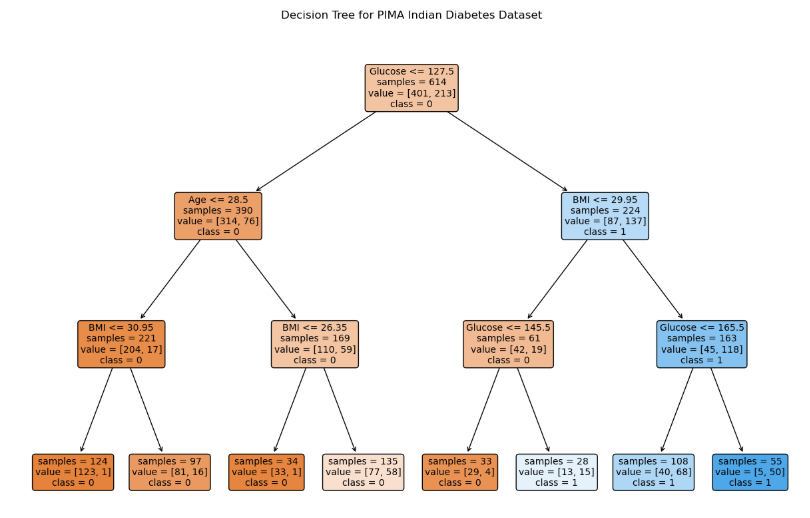 Decision Tree for PIMA Indian Diabetes Dataset
Glucose <= 127.5
samples = 614
value = [401, 213]
class = 0
Age <= 28.5
samples = 390
value = [314, 76]
class = 0
BMI <= 29.95
samples = 224
value = [87, 137]
class = 1
BMI <= 30.95
samples = 221
value = [204, 17]
class = 0
BMI <= 26.35
samples = 169
value = [110, 59]
class = 0
Glucose <= 145.5
samples = 61
value = [42, 19]
class = 0
Glucose <= 165.5
samples = 163
value = [45, 118]
class = 1
samples = 124
value = [123, 1]
class = 0
samples = 97
value = [81, 16]
class = 0
samples = 34
value = [33, 1]
class = 0
samples = 135
value = [77, 58]
class = 0
samples = 33
value = [29, 4]
class = 0
samples = 28
value = [13, 15]
class = 1
samples = 108
value = [40, 68]
class = 1
samples = 55
value = [5, 50]
class = 1